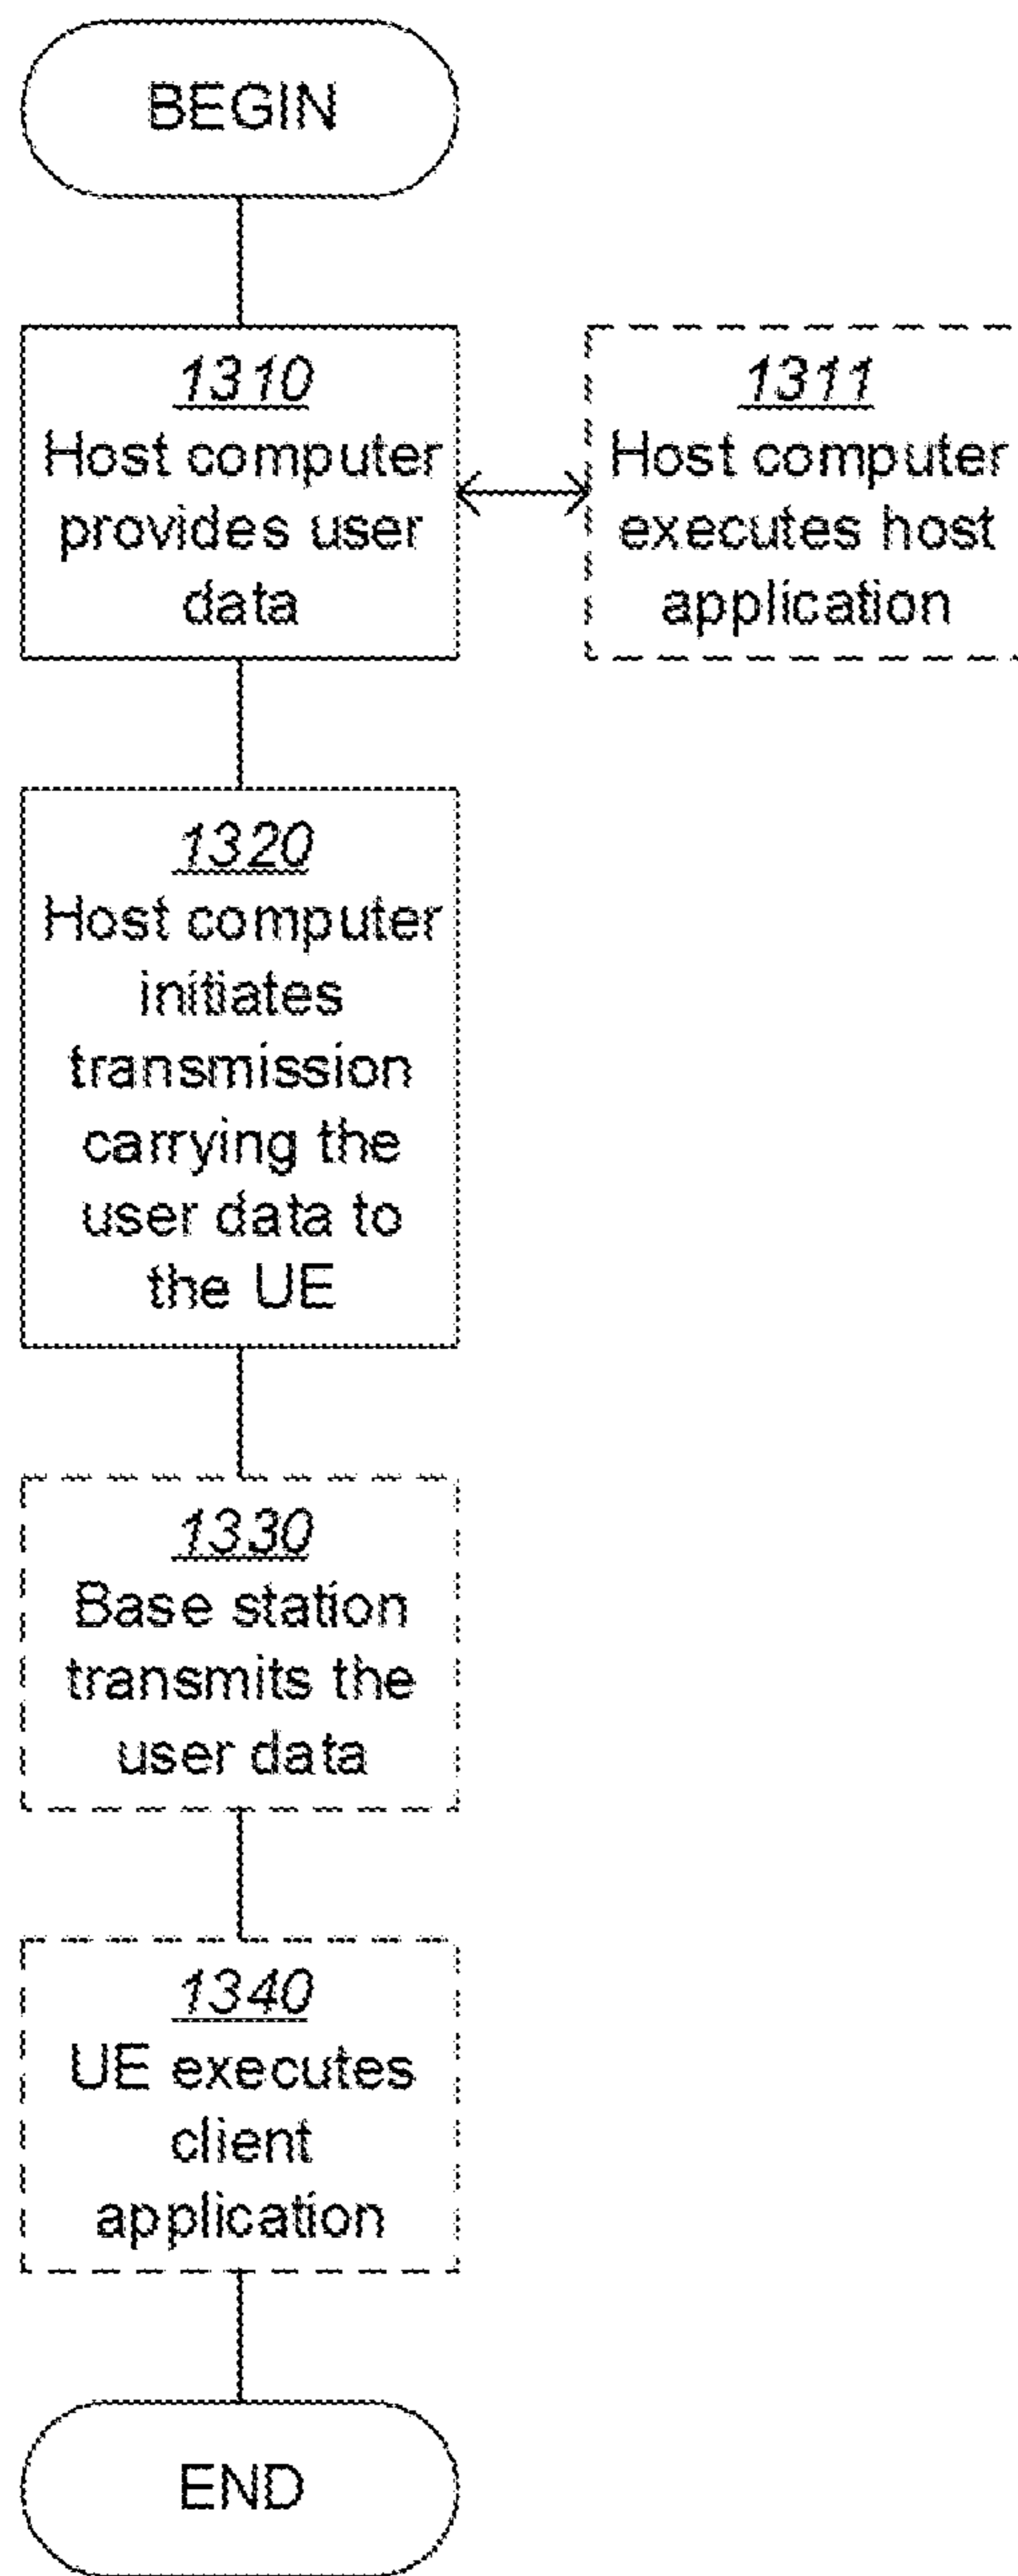 BEGIN
1310
Host computer
provides user
data
1311
Host computer
executes host
application
1320
Host computer
initiates
transmission
carrying the
user data to
the UE
1330
Base station
transmits the
user data
1340
UE executes
client
application
END